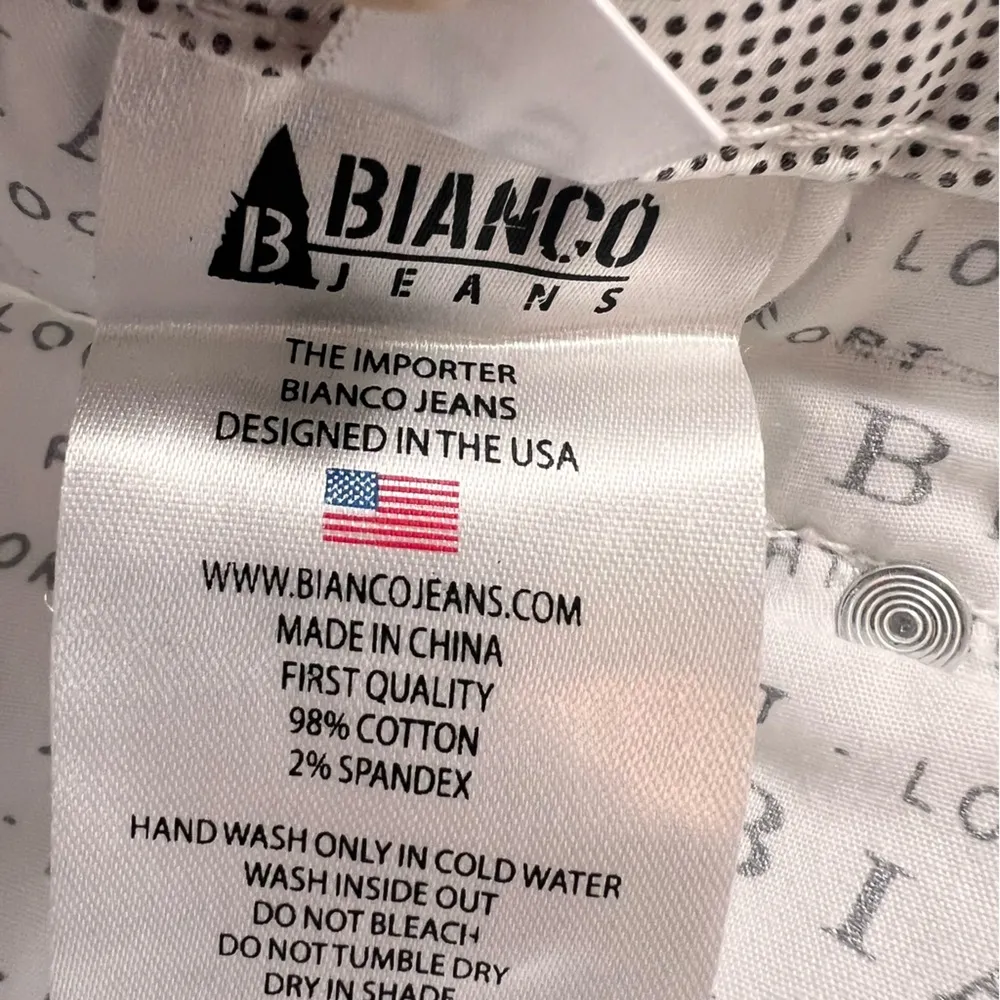 B
BIANCO
JEANS
THE IMPORTER
BIANCO JEANS
DESIGNED IN THE USA
WWW.BIANCOJEANS.COM
MADE IN CHINA
FIRST QUALITY
98% COTTON
2% SPANDEX
HAND WASH ONLY IN COLD WATER
WASH INSIDE OUT
DO NOT BLEACH
DO NOT TUMBLE DRY
DRY IN SHADE
LO
B
LO
B I